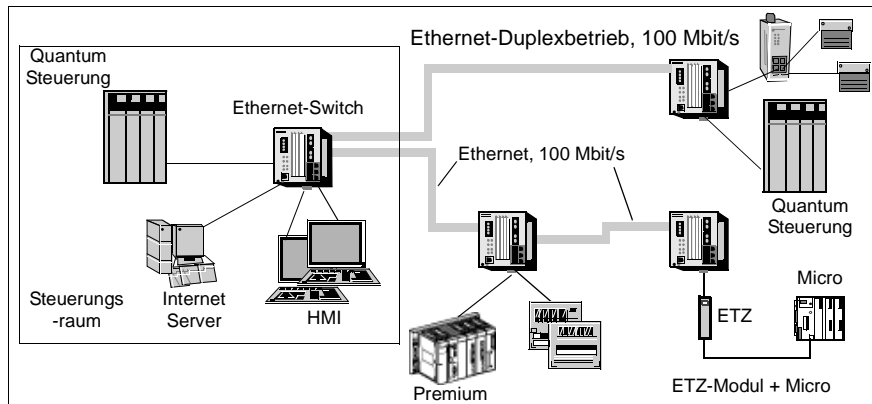 Quantum
Steuerung
Ethernet-Duplexbetrieb, 100 Mbit/s
Ethernet-Switch
Ethernet, 100 Mbit/s
Quantum
Steuerung
Steuerungs
-raum
Internet
Server
HMI
Premium
ETZ
Micro
ETZ-Modul + Micro